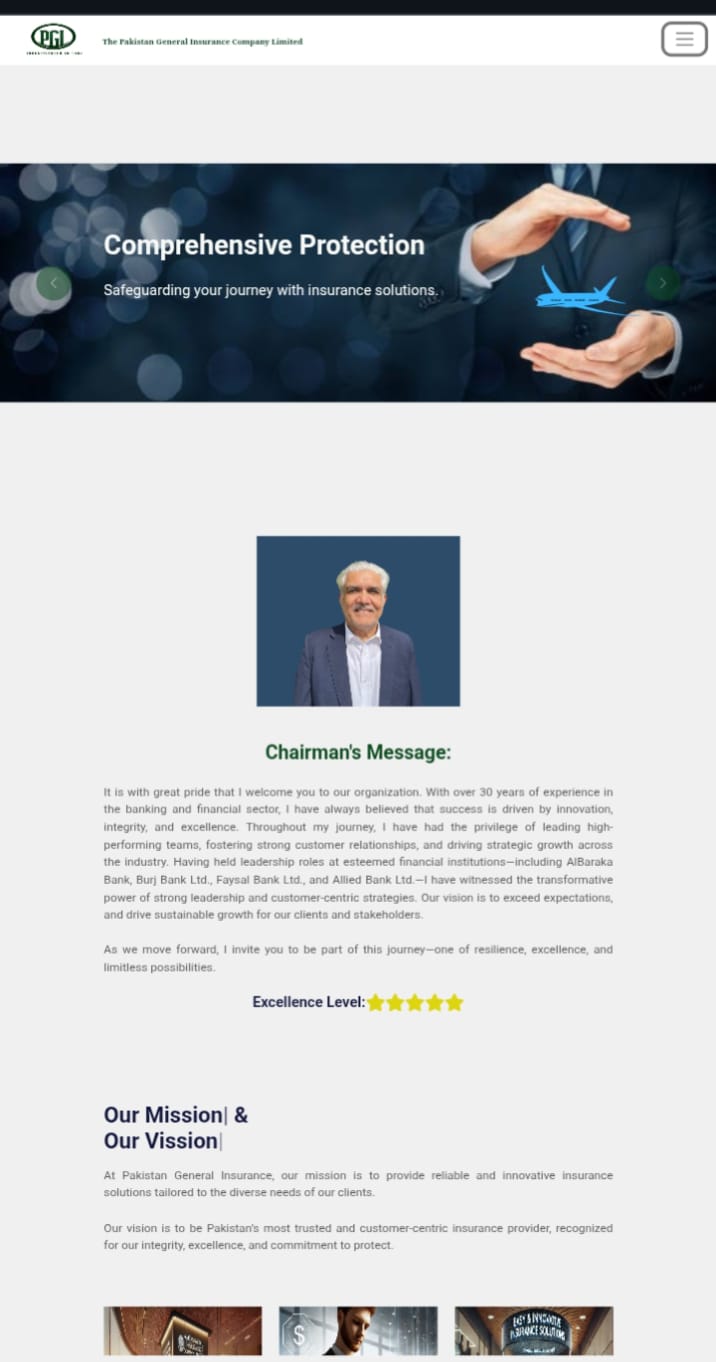 PGI
The Pakistan General Insurance Company Limited
Comprehensive Protection
Safeguarding your journey with insurance solutions.
Chairman's Message:
It is with great pride that I welcome you to our organization. With over 30 years of experience in
the banking and financial sector, I have always believed that success is driven by innovation,
integrity, and excellence. Throughout my journey, I have had the privilege of leading high-
performing teams, fostering strong customer relationships, and driving strategic growth across
the industry. Having held leadership roles at esteemed financial institutions—including AlBaraka
Bank, Burj Bank Ltd., Faysal Bank Ltd., and Allied Bank Ltd.—I have witnessed the transformative
power of strong leadership and customer-centric strategies. Our vision is to exceed expectations,
and drive sustainable growth for our clients and stakeholders.
As we move forward, I invite you to be part of this journey—one of resilience, excellence, and
limitless possibilities.
Excellence Level:
Our Mission| &
Our Vission|
At Pakistan General Insurance, our mission is to provide reliable and innovative insurance
solutions tailored to the diverse needs of our clients.
Our vision is to be Pakistan's most trusted and customer-centric insurance provider, recognized
for our integrity, excellence, and commitment to protect.
$
EASY & INNOVATIVE
INSURANCE SOLUTIONS